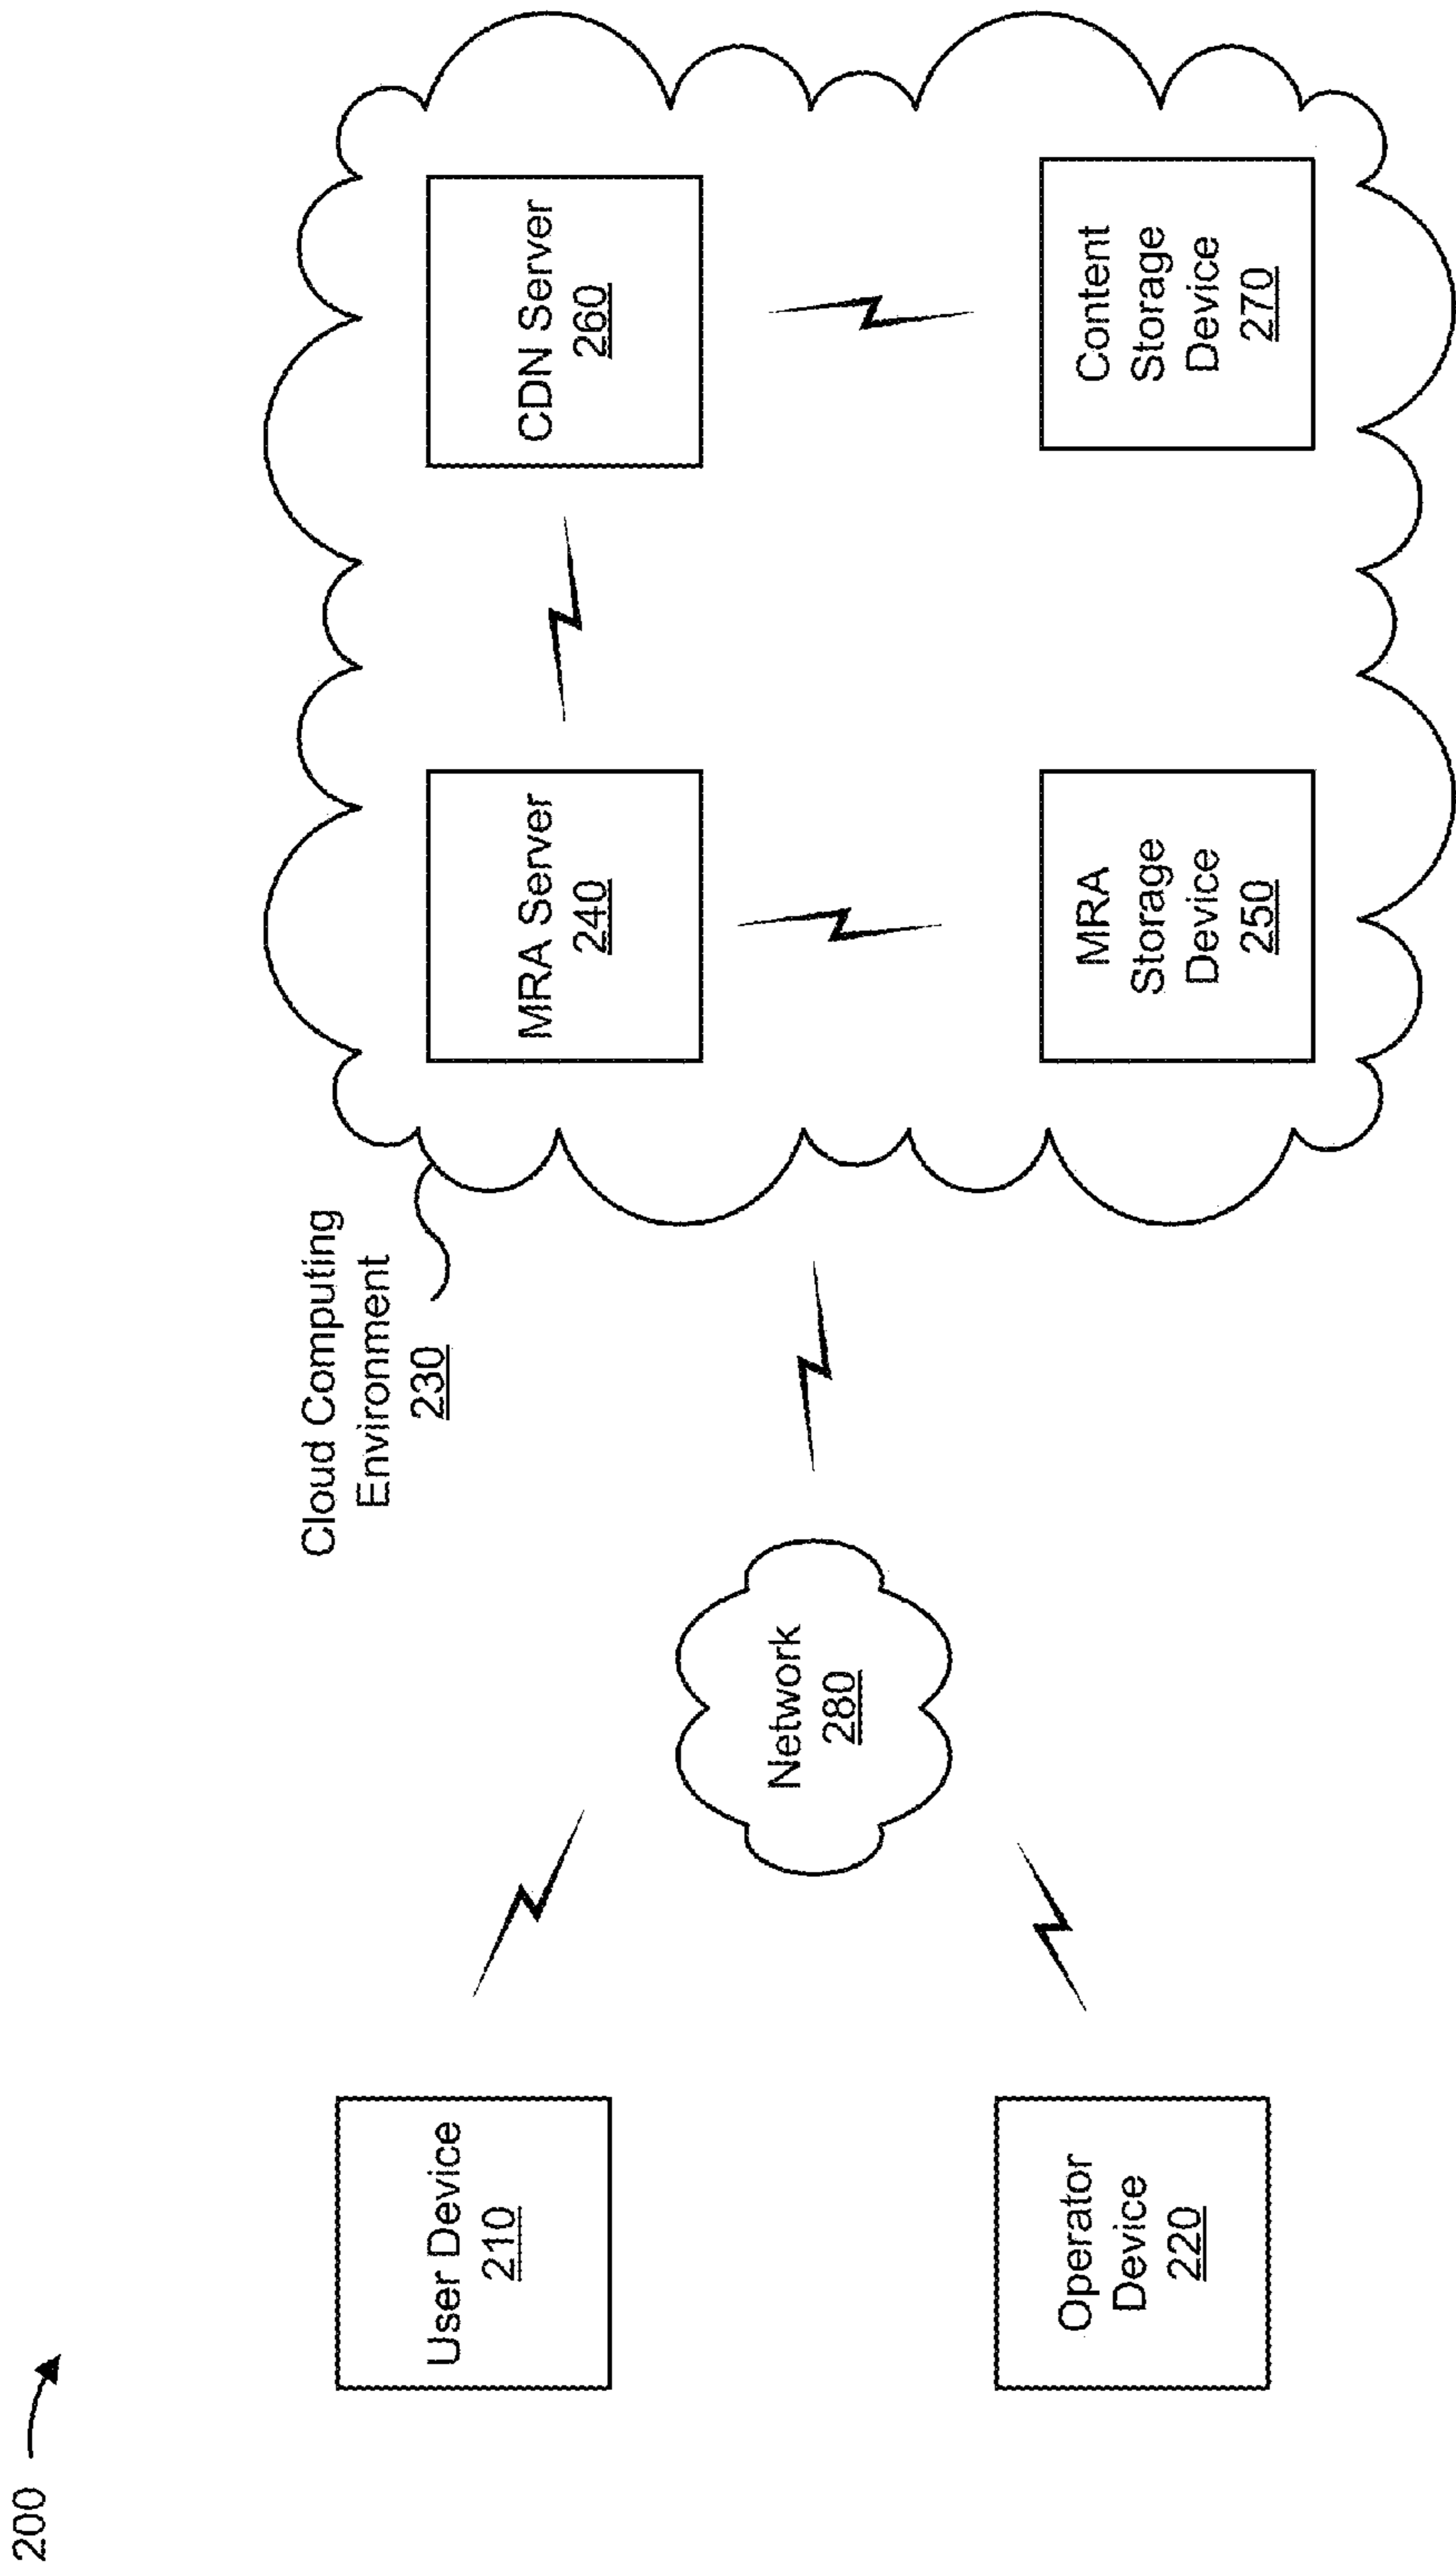 200
User Device
210
Operator
Device
220
Network
280
Cloud Computing
Environment
230
MRA Server
240
CDN Server
260
MRA
Storage
Device
250
Content
Storage
Device
270